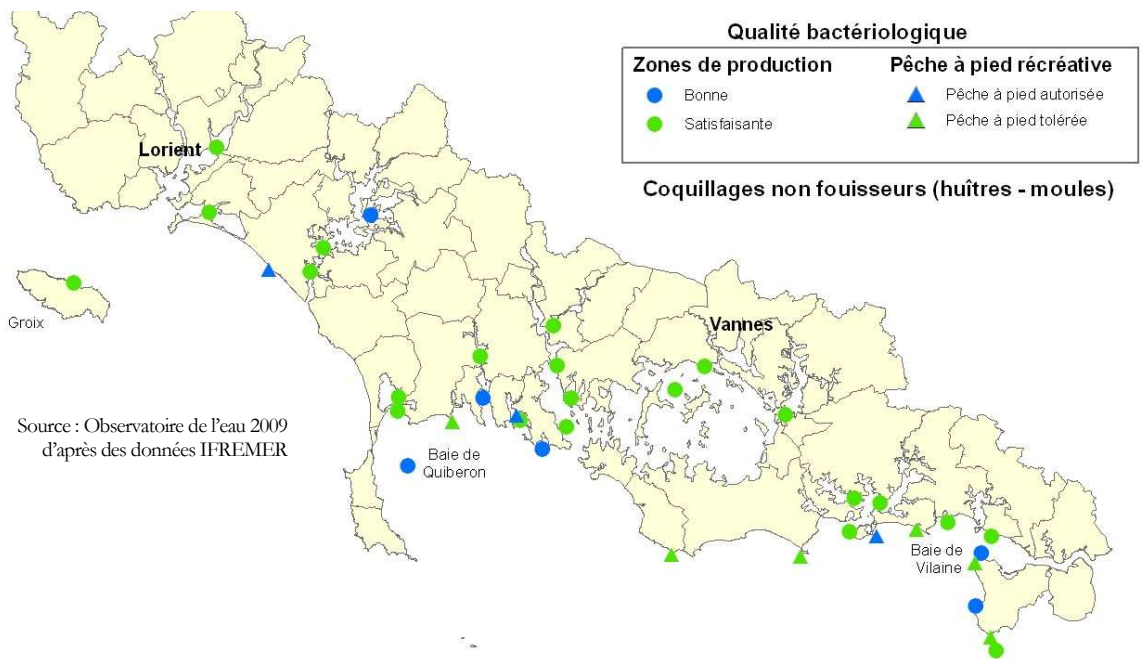 Qualité bactériologique
Zones de production
Pêche à pied récréative
Bonne
Pêche à pied autorisée
Satisfaisante
Pêche à pied tolérée
Coquillages non fouisseurs (huîtres - moules)
Lorient
Groix
Vannes
Source : Observatoire de l'eau 2009
d'après des données IFREMER
Baie de
Quiberon
Baie de
Vilaine